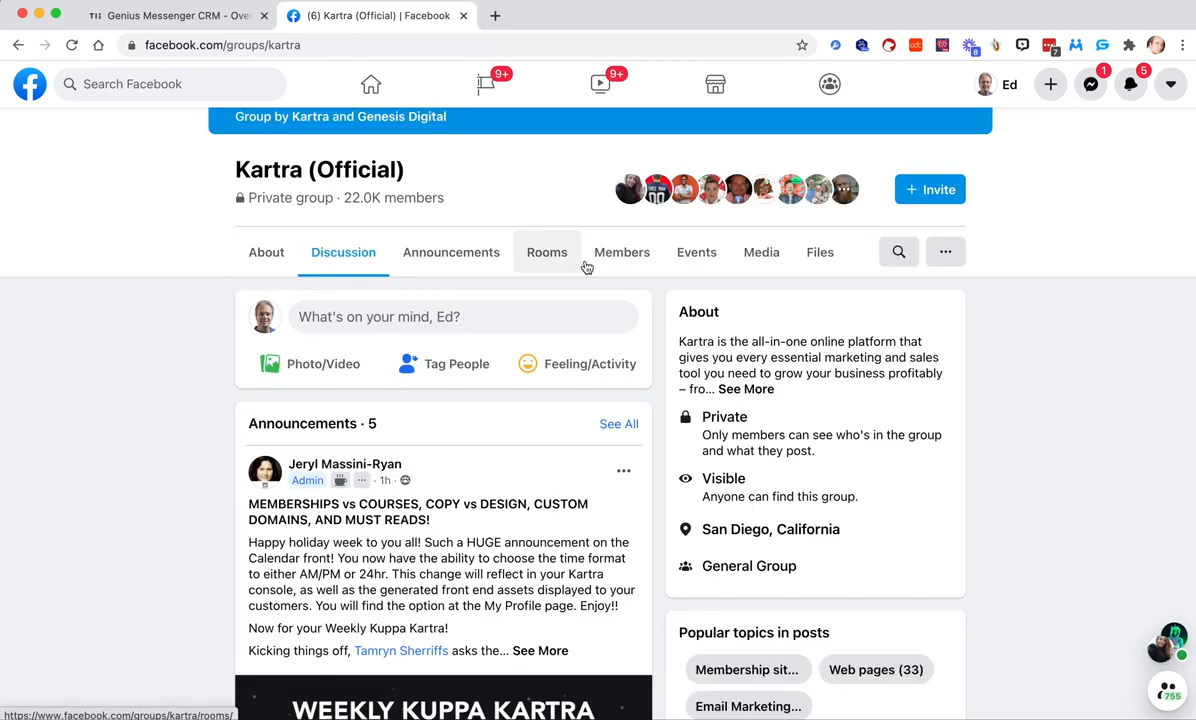 Genius Messenger CRM - Over
(6) Kartra (Official) | Facebook
facebook.com/groups/kartra
8
7
Search Facebook
9+
9+
Ed
1
5
Group by Kartra and Genesis Digital
Kartra (Official)
Private group · 22.0K members
+ Invite
About
Discussion
Announcements
Rooms
Members
Events
Media
Files
What's on your mind, Ed?
Photo/Video
Tag People
Feeling/Activity
Announcements · 5
See All
Jeryl Massini-Ryan
Admin
· 1h ·
MEMBERSHIPS vs COURSES, COPY vs DESIGN, CUSTOM
DOMAINS, AND MUST READS!
Happy holiday week to you all! Such a HUGE announcement on the
Calendar front! You now have the ability to choose the time format
to either AM/PM or 24hr. This change will reflect in your Kartra
console, as well as the generated front end assets displayed to your
customers. You will find the option at the My Profile page. Enjoy!!
Now for your Weekly Kuppa Kartra!
Kicking things off, Tamryn Sherriffs asks the... See More
WEEKLY KUPPA KARTRA
About
Kartra is the all-in-one online platform that
gives you every essential marketing and sales
tool you need to grow your business profitably
– fro... See More
Private
Only members can see who's in the group
and what they post.
Visible
Anyone can find this group.
San Diego, California
General Group
Popular topics in posts
Membership sit...
Web pages (33)
Email Marketing...
755
https://www.facebook.com/groups/kartra/rooms/